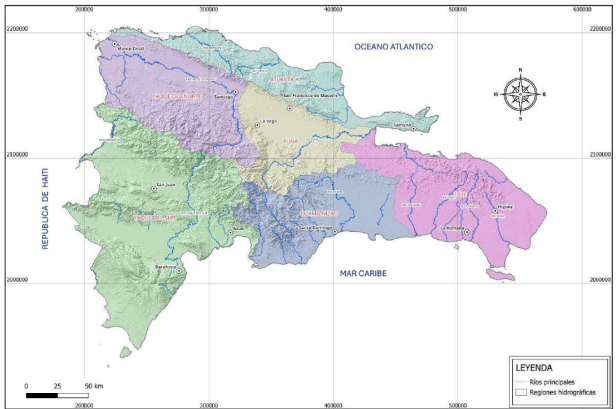 200000 300000 400000 500000 600000
2200000 2200000
OCEANO ATLANTICO
Monte Cristi
ATLANTICA
YAQUE DEL NORTE
Santiago
San Francisco de Macorís
N
W E
S
La Vega
Samaná
YUNA
2100000 2100000
San Juan
ESTE
REPUBLICA DE HAITI
YAQUE DEL SUR
OZAMA-NIZAO
Higuey
Azua
Santo Domingo
La Romana
Barahona
MAR CARIBE
2000000 2000000
LEYENDA
Ríos principales
Regiones hidrográficas
0 25 50 km
200000 300000 400000 500000 600000